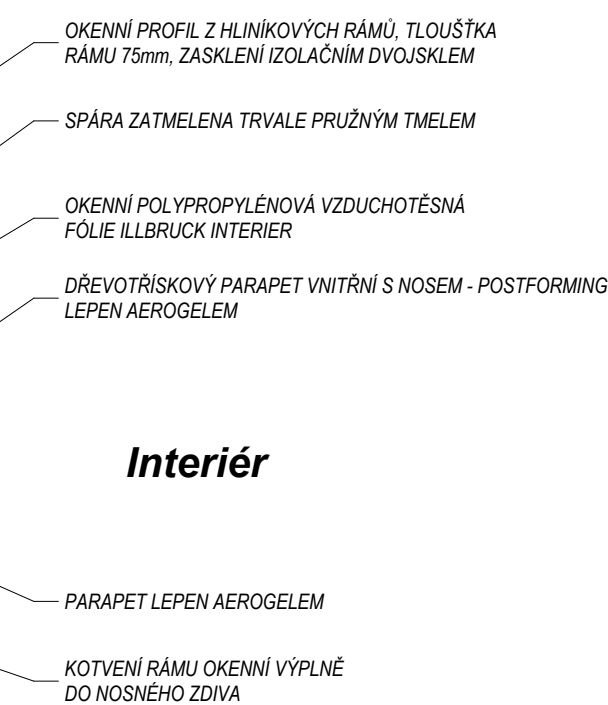 OKENNÍ PROFIL Z HLINÍKOVÝCH RÁMŮ, TLOUŠŤKA
RÁMU 75mm, ZASKLENÍ IZOLAČNÍM DVOJSKLEM
SPÁRA ZATMELENA TRVALE PRUŽNÝM TMELEM
OKENNÍ POLYPROPYLÉNOVÁ VZDUCHOTĚSNÁ
FÓLIE ILLBRUCK INTERIER
DŘEVOTŘÍSKOVÝ PARAPET VNITŘNÍ S NOSEM - POSTFORMING
LEPEN AEROGELEM
Interiér
PARAPET LEPEN AEROGELEM
KOTVENÍ RÁMU OKENNÍ VÝPLNĚ
DO NOSNÉHO ZDIVA